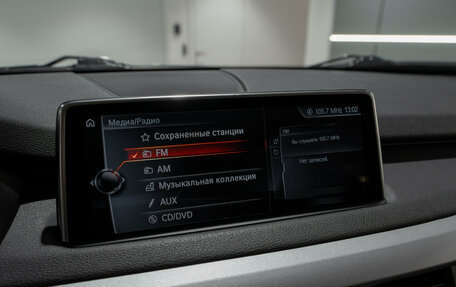 105.7 MHz 13:02
Медиа/Радио
Сохраненные станции
FM
AM
Музыкальная коллекция
AUX
CD/DVD
FM
Вы слушаете 105.7 MHz
Нет записей.